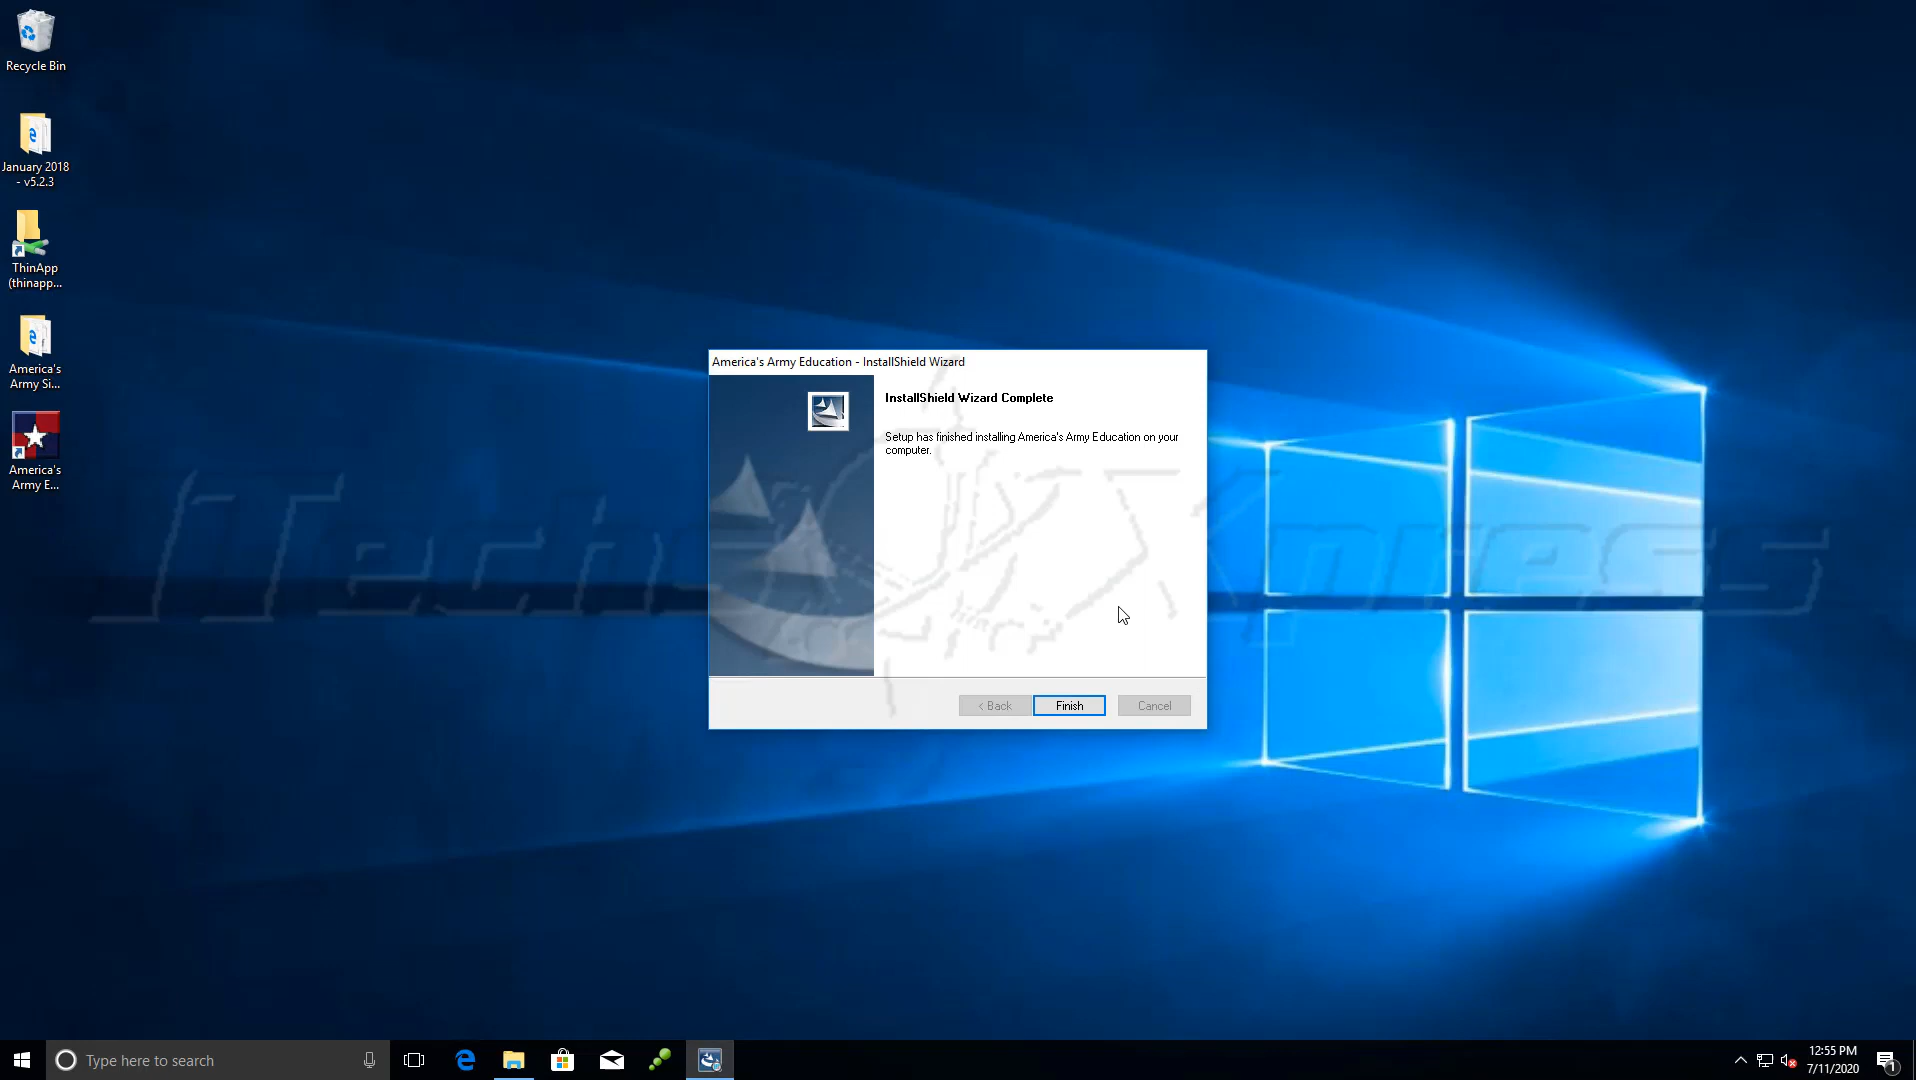 Recycle Bin
January 2018
- v5.2.3
ThinApp
(thinapp...
America's
Army Si...
America's
Army E...
America's Army Education - InstallShield Wizard
InstallShield Wizard Complete
Setup has finished installing America's Army Education on your
computer.
< Back
Finish
Cancel
Type here to search
12:55 PM
7/11/2020
1